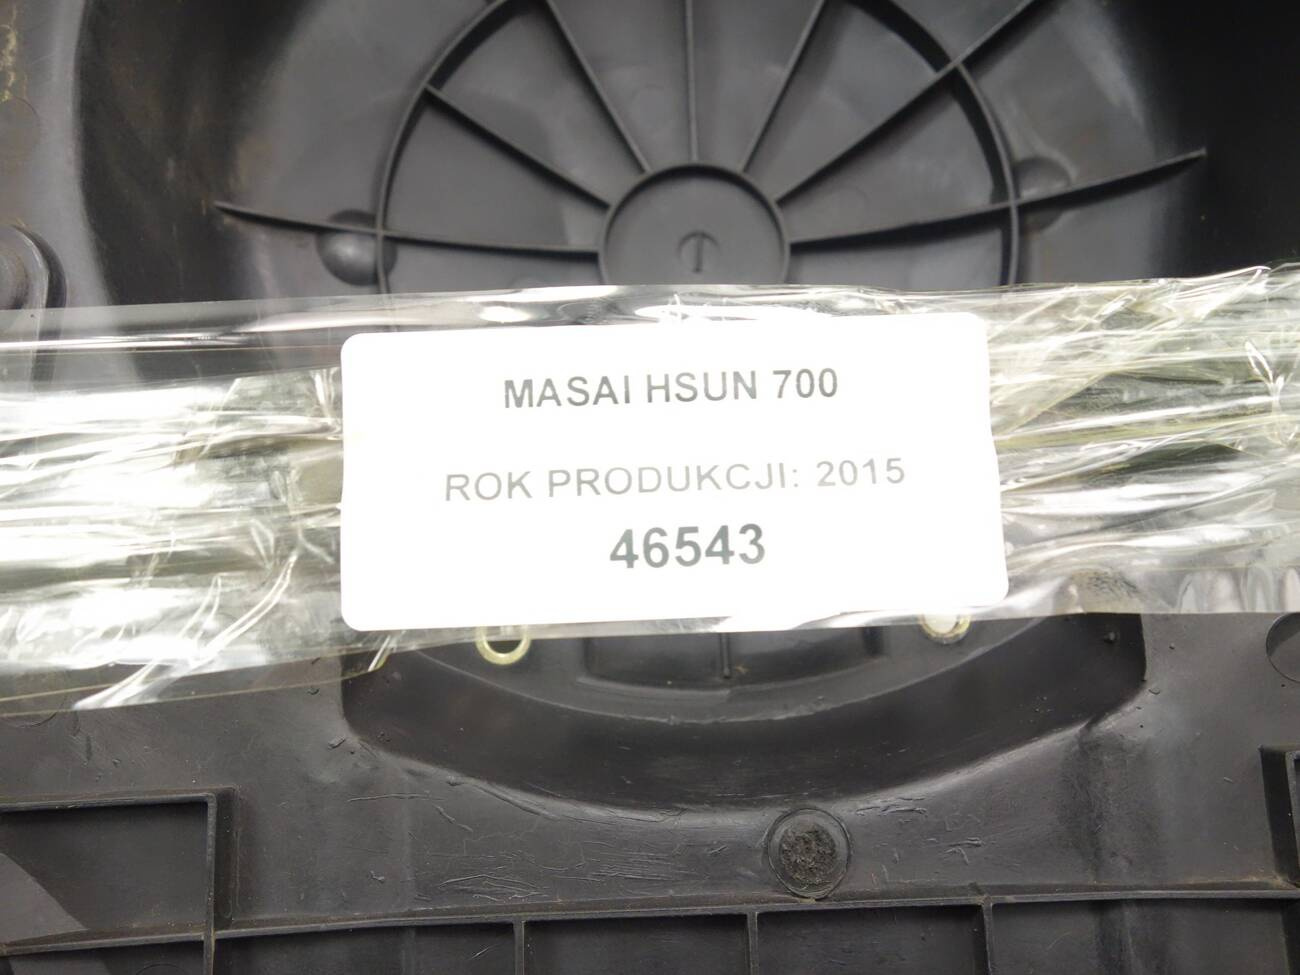 MASAI HSUN 700
ROK PRODUKCJI: 2015
46543